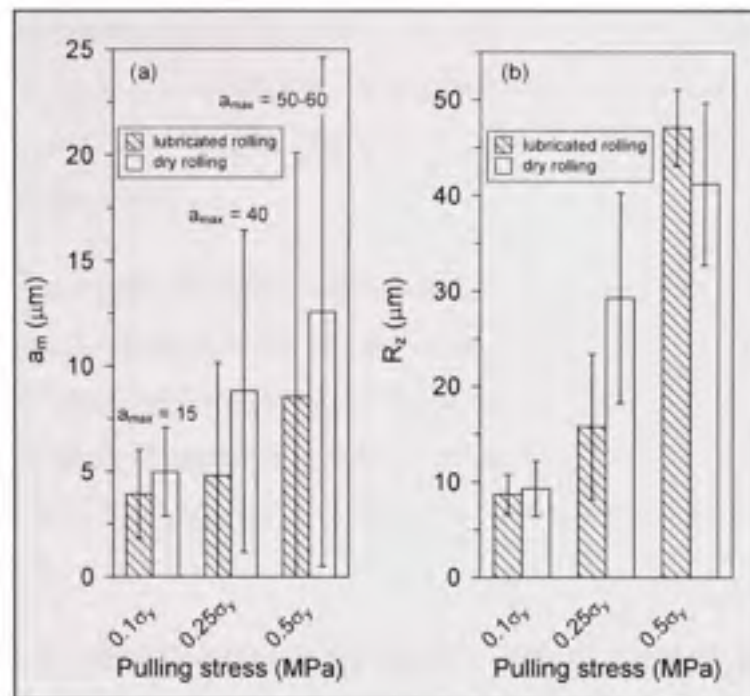 (a)
a_max = 50-60
lubricated rolling
dry rolling
a_max = 40
a_max = 15
25
20
15
10
5
0
a_m (μm)
0.1σ_y
0.25σ_y
0.5σ_y
Pulling stress (MPa)
(b)
lubricated rolling
dry rolling
50
40
30
20
10
0
R_z (μm)
0.1σ_y
0.25σ_y
0.5σ_y
Pulling stress (MPa)